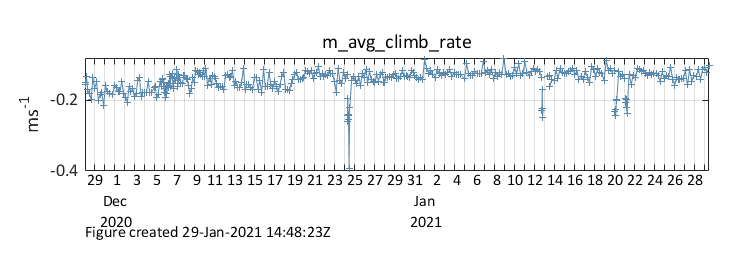 m_avg_climb_rate
ms-1
-0.2
-0.4
29 1 3 5 7 9 11 13 15 17 19 21 23 25 27 29 31 2 4 6 8 10 12 14 16 18 20 22 24 26 28
Dec Jan
2020 2021
Figure created 29-Jan-2021 14:48:23Z